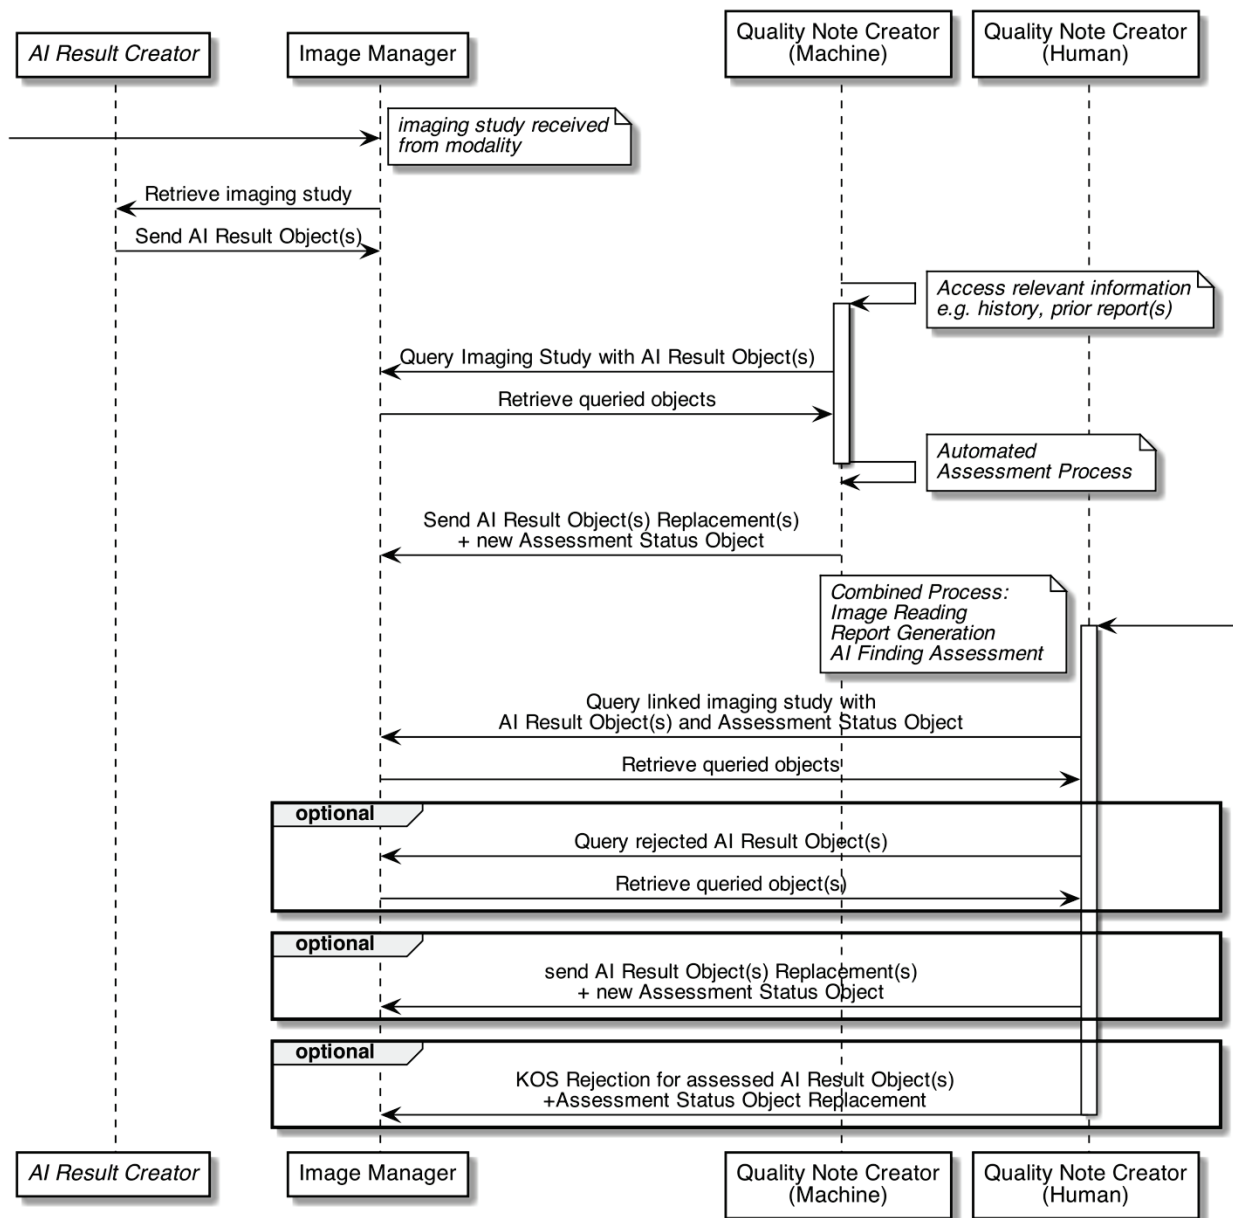 AI Result Creator
Image Manager
Quality Note Creator
(Machine)
Quality Note Creator
(Human)
imaging study received
from modality
Retrieve imaging study
Send AI Result Object(s)
Access relevant information
e.g. history, prior report(s)
Query Imaging Study with AI Result Object(s)
Retrieve queried objects
Automated
Assessment Process
Send AI Result Object(s) Replacement(s)
+ new Assessment Status Object
Combined Process:
Image Reading
Report Generation
AI Finding Assessment
Query linked imaging study with
AI Result Object(s) and Assessment Status Object
Retrieve queried objects
optional
Query rejected AI Result Object(s)
Retrieve queried object(s)
optional
send AI Result Object(s) Replacement(s)
+ new Assessment Status Object
optional
KOS Rejection for assessed AI Result Object(s)
+Assessment Status Object Replacement
AI Result Creator
Image Manager
Quality Note Creator
(Machine)
Quality Note Creator
(Human)